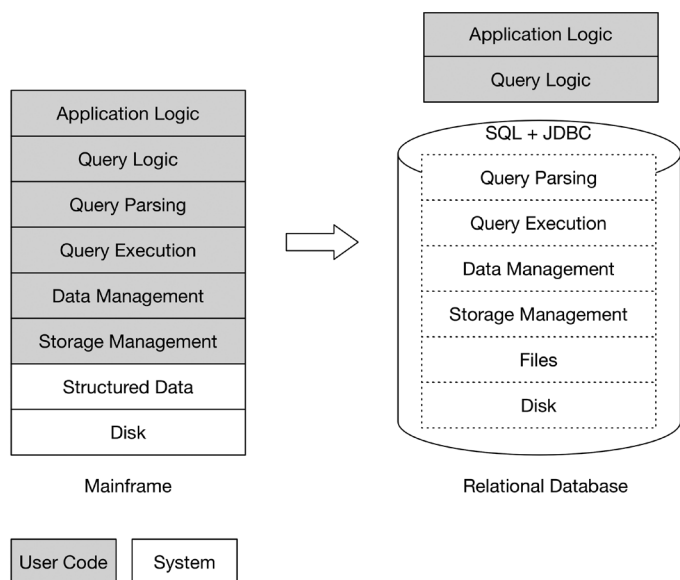 Application Logic
Query Logic
Query Parsing
Query Execution
Data Management
Storage Management
Structured Data
Disk
Mainframe
Application Logic
Query Logic
SQL + JDBC
Query Parsing
Query Execution
Data Management
Storage Management
Files
Disk
Relational Database
User Code
System